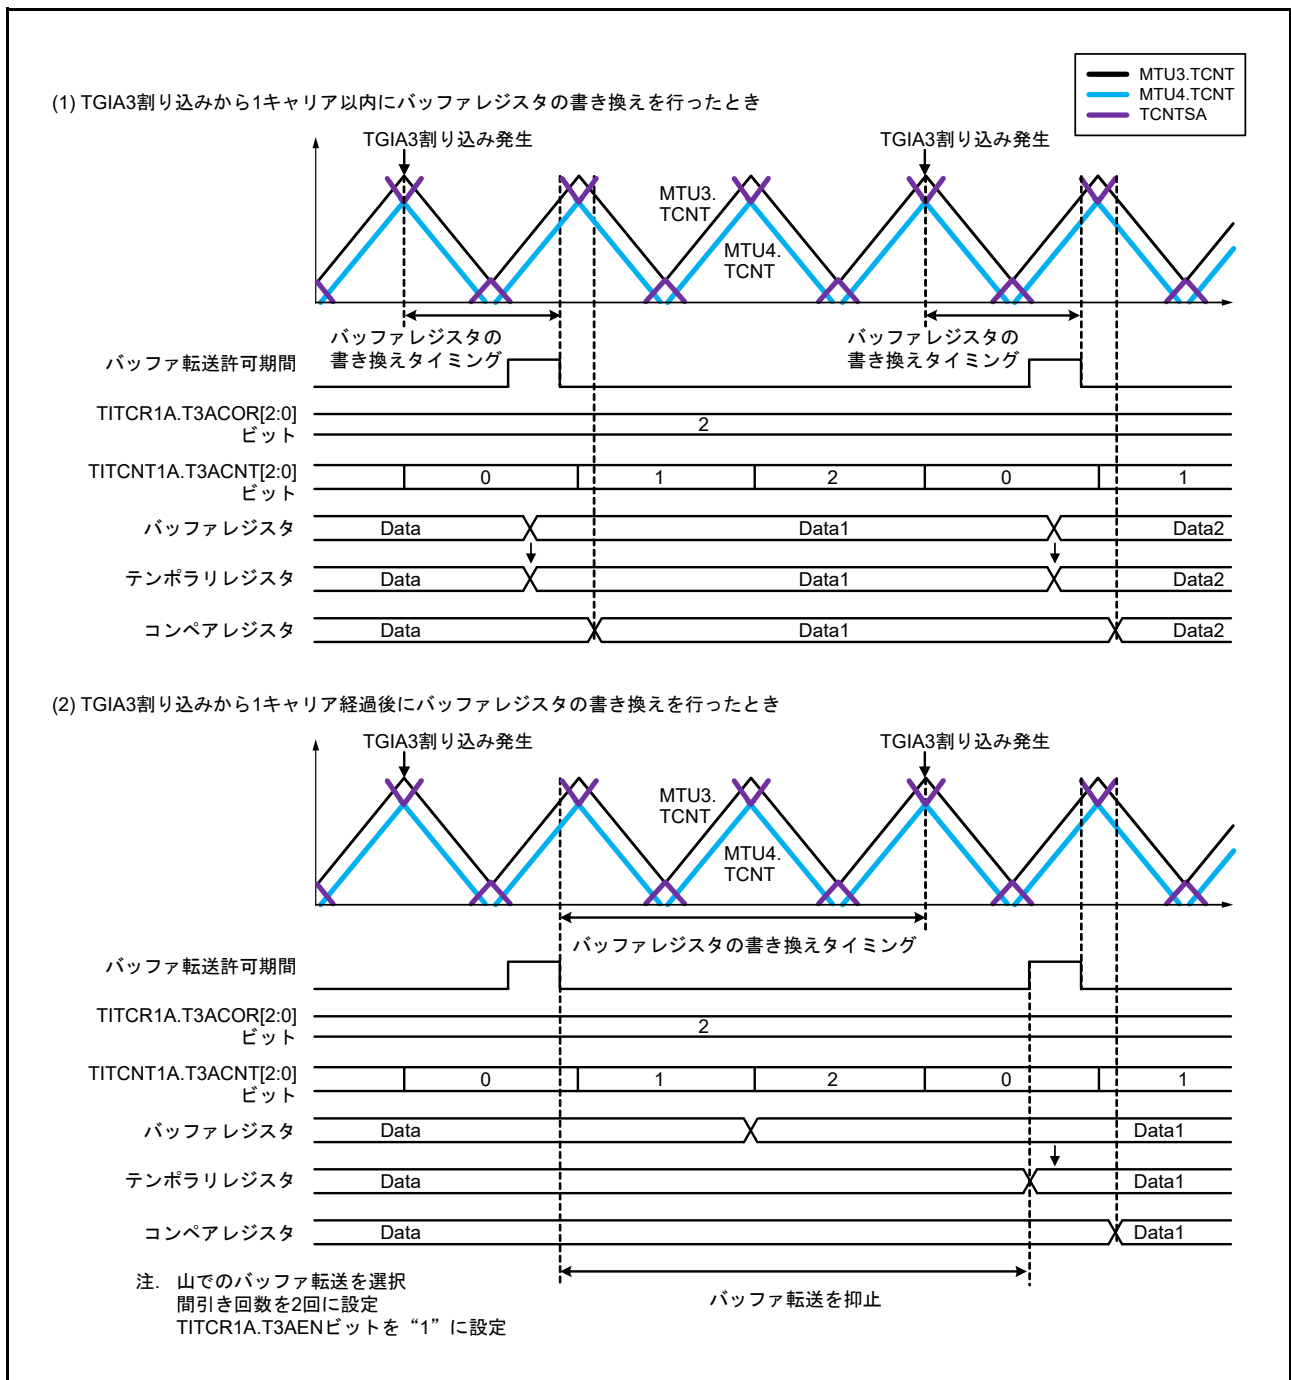 MTU3.TCNT
MTU4.TCNT
TCNTSA
(1) TGIA3割り込みから1キャリア以内にバッファレジスタの書き換えを行ったとき
TGIA3割り込み発生
TGIA3割り込み発生
MTU3.
TCNT
MTU4.
TCNT
バッファレジスタの
書き換えタイミング
バッファレジスタの
書き換えタイミング
バッファ転送許可期間
TITCR1A.T3ACOR[2:0]
ビット
2
TITCNT1A.T3ACNT[2:0]
ビット
0 1 2 0 1
バッファレジスタ Data Data1 Data2
テンポラリレジスタ Data Data1 Data2
コンペアレジスタ Data Data1 Data2
(2) TGIA3割り込みから1キャリア経過後にバッファレジスタの書き換えを行ったとき
TGIA3割り込み発生
TGIA3割り込み発生
MTU3.
TCNT
MTU4.
TCNT
バッファレジスタの書き換えタイミング
バッファ転送許可期間
TITCR1A.T3ACOR[2:0]
ビット
2
TITCNT1A.T3ACNT[2:0]
ビット
0 1 2 0 1
バッファレジスタ Data Data1
テンポラリレジスタ Data Data1
コンペアレジスタ Data Data1
バッファ転送を抑止
注. 山でのバッファ転送を選択
間引き回数を2回に設定
TITCR1A.T3AENビットを“1”に設定